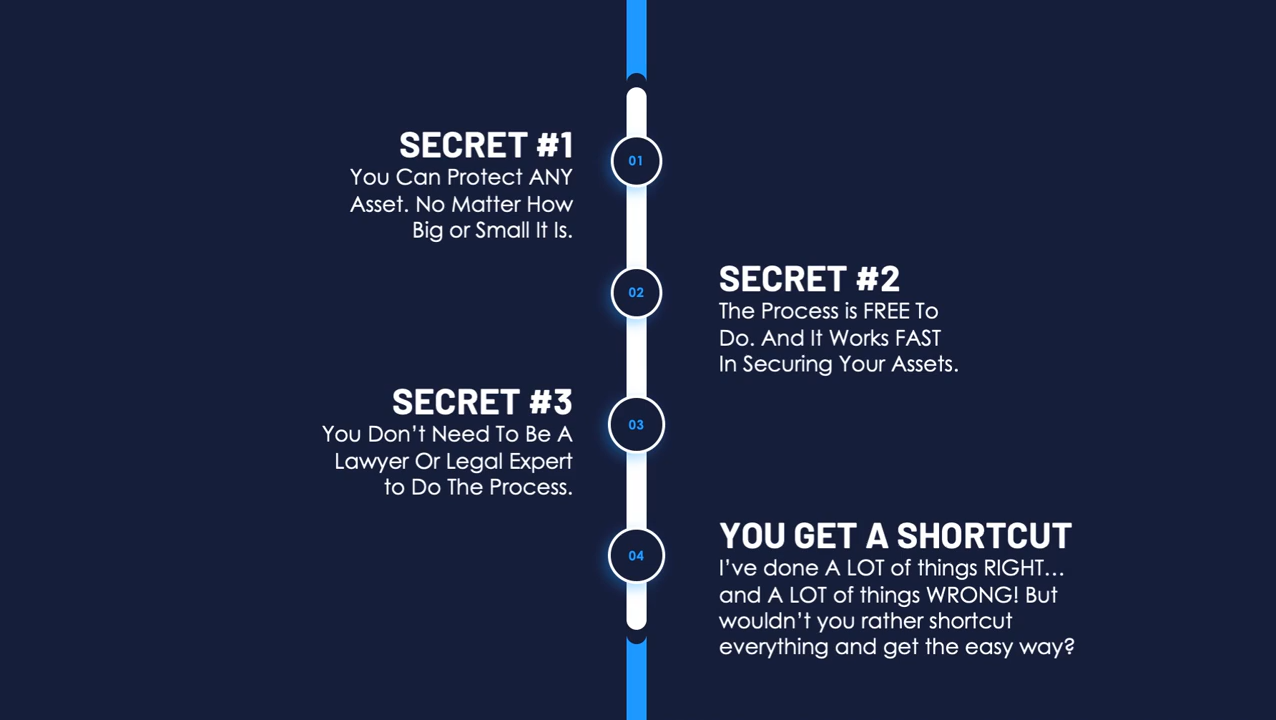 SECRET #1
You Can Protect ANY
Asset. No Matter How
Big or Small It Is.
01
02
SECRET #2
The Process is FREE To
Do. And It Works FAST
In Securing Your Assets.
SECRET #3
You Don’t Need To Be A
Lawyer Or Legal Expert
to Do The Process.
03
04
YOU GET A SHORTCUT
I’ve done A LOT of things RIGHT…
and A LOT of things WRONG! But
wouldn’t you rather shortcut
everything and get the easy way?